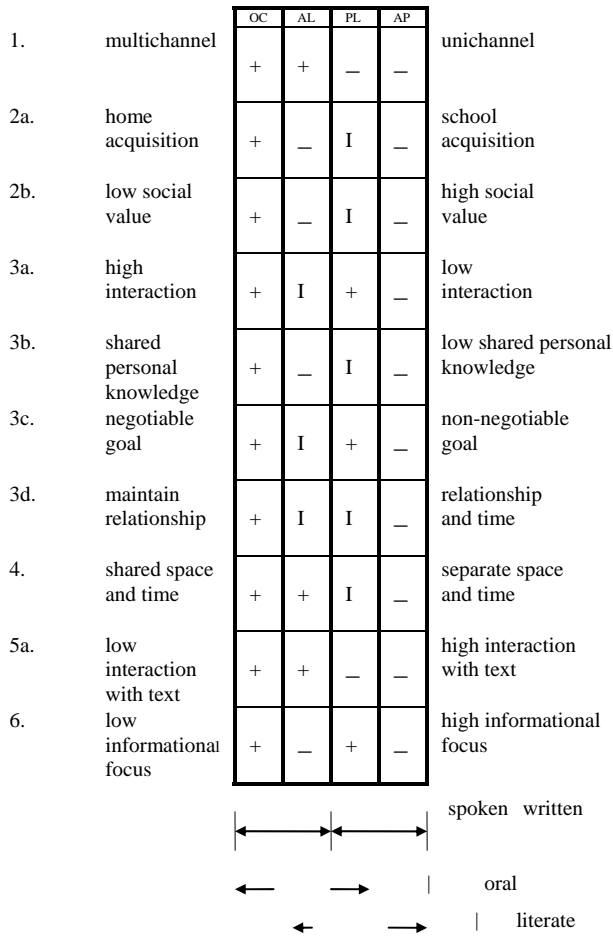 OC AL PL AP
1. multichannel + + – – unichannel
2a. home school
acquisition + – I – acquisition
2b. low social high social
value + – I – value
3a. high low
interaction + I + – interaction
3b. shared low shared personal
personal + – I – knowledge
knowledge
3c. negotiable non-negotiable
goal + I + – goal
3d. maintain relationship
relationship + I I – and time
4. shared space separate space
and time + + I – and time
5a. low high interaction
interaction + + – – with text
with text
6. low high informational
informational + – + – focus
focus
spoken written
oral
literate